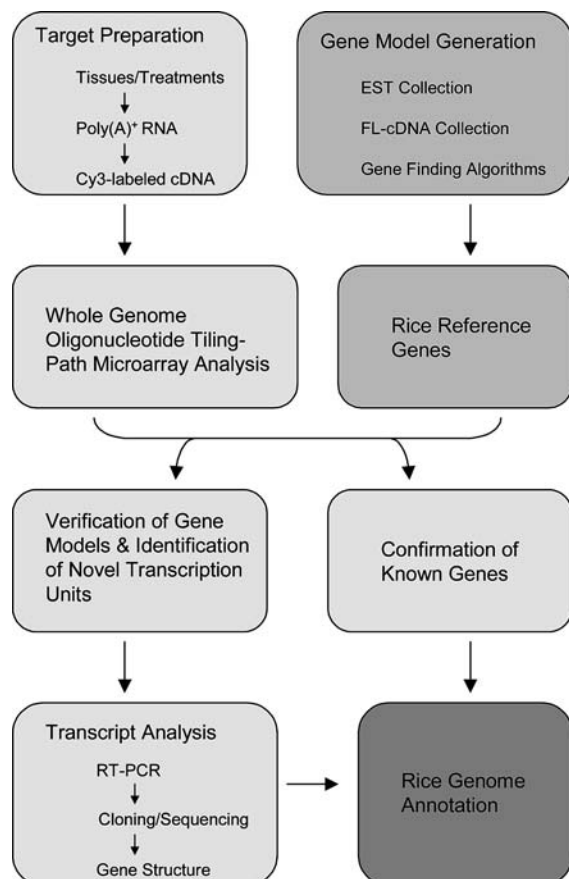 Target Preparation
Tissues/Treatments
Poly(A)+ RNA
Cy3-labeled cDNA
Gene Model Generation
EST Collection
FL-cDNA Collection
Gene Finding Algorithms
Whole Genome
Oligonucleotide Tiling-
Path Microarray Analysis
Rice Reference
Genes
Verification of Gene
Models & Identification
of Novel Transcription
Units
Confirmation of
Known Genes
Transcript Analysis
RT-PCR
Cloning/Sequencing
Gene Structure
Rice Genome
Annotation